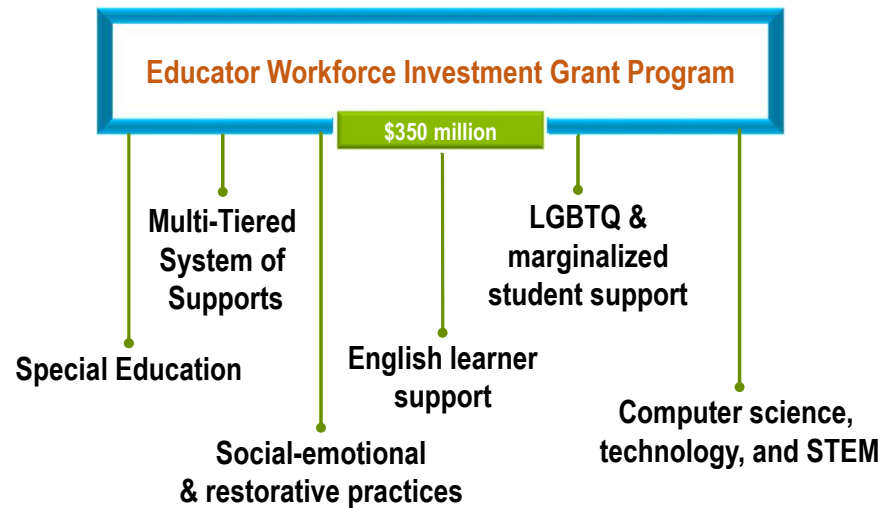 Educator Workforce Investment Grant Program
$350 million
Multi-Tiered
System of
Supports
LGBTQ &
marginalized
student support
Special Education
English learner
support
Computer science,
technology, and STEM
Social-emotional
& restorative practices